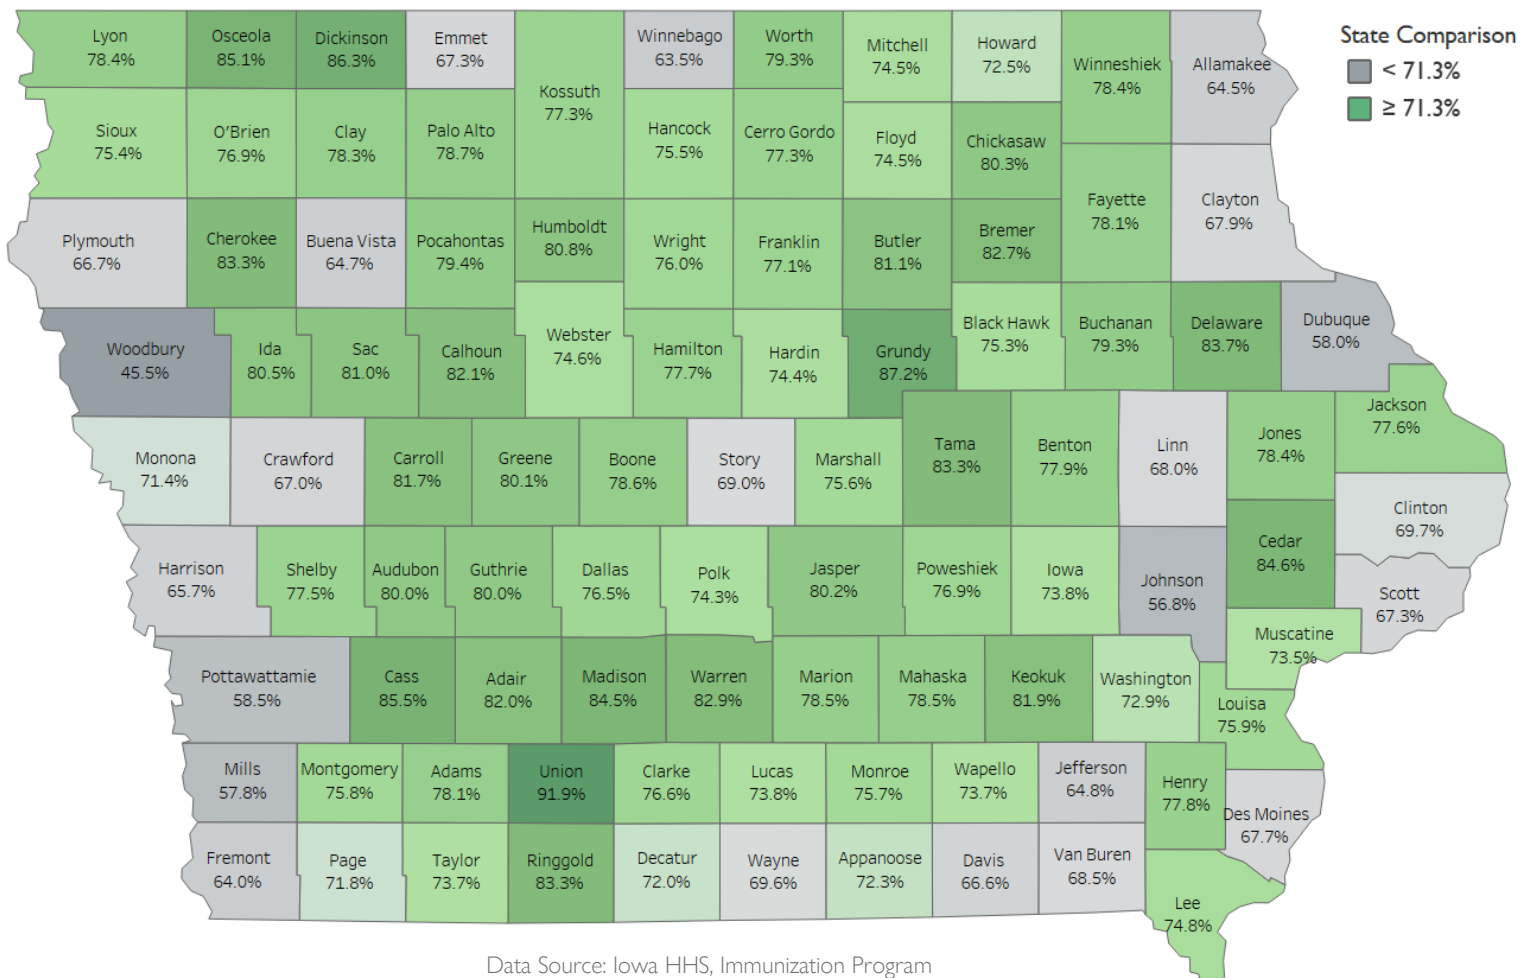 State Comparison
< 71.3%
≥ 71.3%
Lyon
78.4%
Osceola
85.1%
Dickinson
86.3%
Emmet
67.3%
Kossuth
77.3%
Winnebago
63.5%
Worth
79.3%
Mitchell
74.5%
Howard
72.5%
Winneshiek
78.4%
Allamakee
64.5%
Sioux
75.4%
O'Brien
76.9%
Clay
78.3%
Palo Alto
78.7%
Hancock
75.5%
Cerro Gordo
77.3%
Floyd
74.5%
Chickasaw
80.3%
Fayette
78.1%
Clayton
67.9%
Plymouth
66.7%
Cherokee
83.3%
Buena Vista
64.7%
Pocahontas
79.4%
Humboldt
80.8%
Wright
76.0%
Franklin
77.1%
Butler
81.1%
Bremer
82.7%
Woodbury
45.5%
Ida
80.5%
Sac
81.0%
Calhoun
82.1%
Webster
74.6%
Hamilton
77.7%
Hardin
74.4%
Grundy
87.2%
Black Hawk
75.3%
Buchanan
79.3%
Delaware
83.7%
Dubuque
58.0%
Jackson
77.6%
Monona
71.4%
Crawford
67.0%
Carroll
81.7%
Greene
80.1%
Boone
78.6%
Story
69.0%
Marshall
75.6%
Tama
83.3%
Benton
77.9%
Linn
68.0%
Jones
78.4%
Clinton
69.7%
Harrison
65.7%
Shelby
77.5%
Audubon
80.0%
Guthrie
80.0%
Dallas
76.5%
Polk
74.3%
Jasper
80.2%
Poweshiek
76.9%
Iowa
73.8%
Johnson
56.8%
Cedar
84.6%
Scott
67.3%
Muscatine
73.5%
Pottawattamie
58.5%
Cass
85.5%
Adair
82.0%
Madison
84.5%
Warren
82.9%
Marion
78.5%
Mahaska
78.5%
Keokuk
81.9%
Washington
72.9%
Louisa
75.9%
Mills
57.8%
Montgomery
75.8%
Adams
78.1%
Union
91.9%
Clarke
76.6%
Lucas
73.8%
Monroe
75.7%
Wapello
73.7%
Jefferson
64.8%
Henry
77.8%
Des Moines
67.7%
Fremont
64.0%
Page
71.8%
Taylor
73.7%
Ringgold
83.3%
Decatur
72.0%
Wayne
69.6%
Appanoose
72.3%
Davis
66.6%
Van Buren
68.5%
Lee
74.8%
Data Source: Iowa HHS, Immunization Program